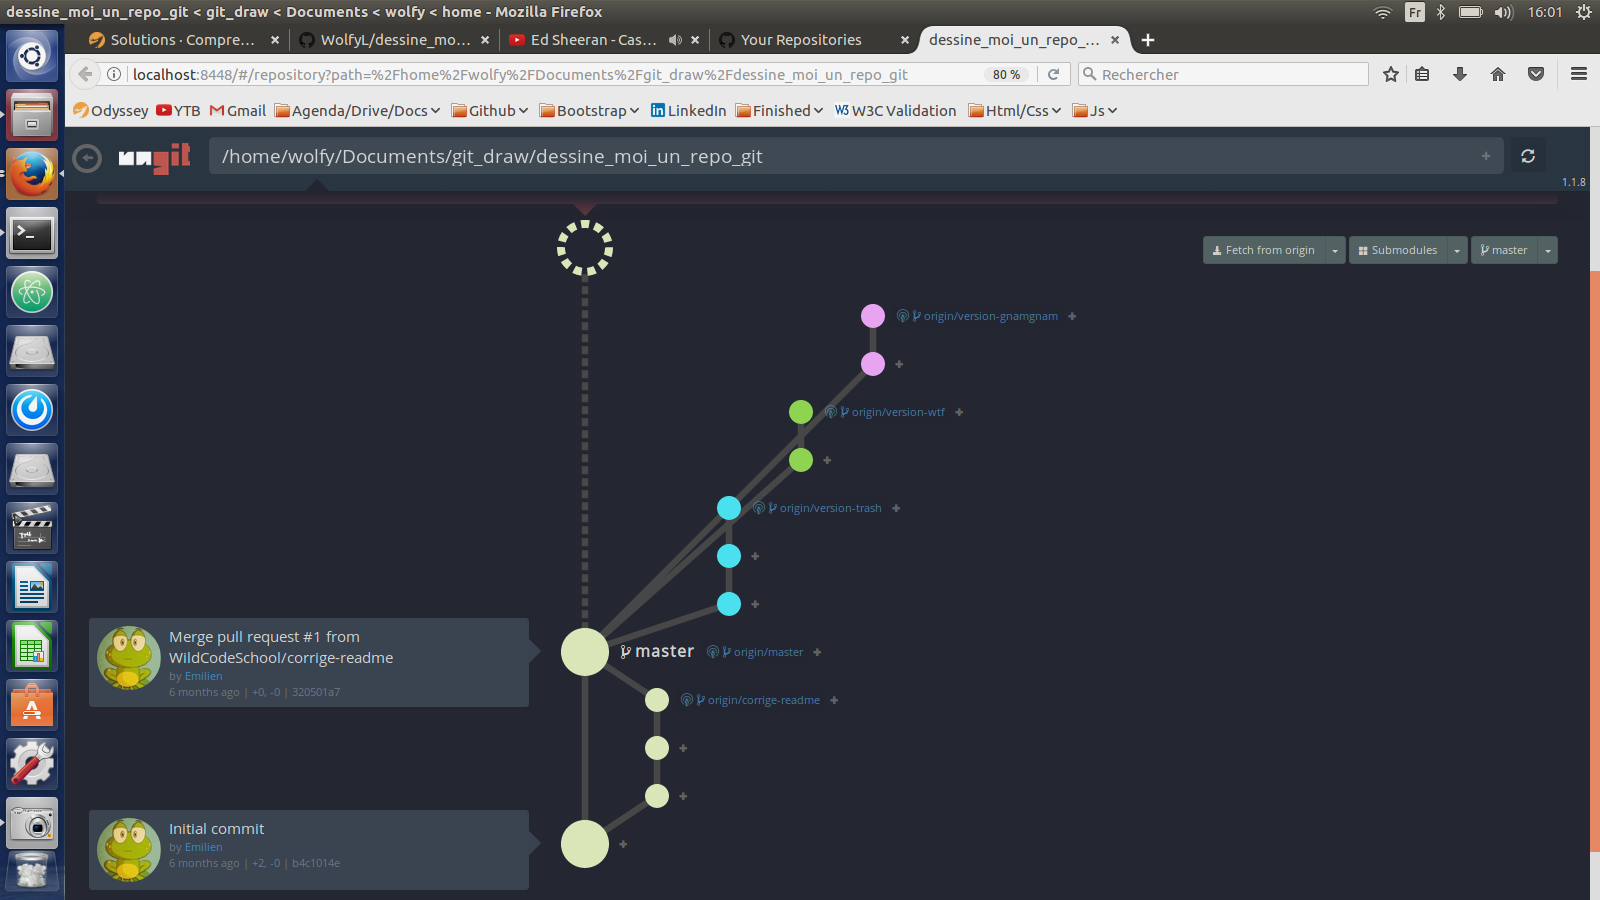 dessine_moi_un_repo_git < git_draw < Documents < wolfy < home - Mozilla Firefox
Fr
16:01
Solutions · Compre…
WolfyL/dessine_mo…
Ed Sheeran - Cas…
Your Repositories
dessine_moi_un_repo_…
localhost:8448/#/repository?path=%2Fhome%2Fwolfy%2FDocuments%2Fgit_draw%2Fdessine_moi_un_repo_git
80 %
Rechercher
Odyssey
YTB
Gmail
Agenda/Drive/Docs
Github
Bootstrap
LinkedIn
Finished
W3C Validation
Html/Css
Js
ungit
/home/wolfy/Documents/git_draw/dessine_moi_un_repo_git
1.1.8
Fetch from origin
Submodules
master
origin/version-gnamgnam
origin/version-wtf
origin/version-trash
Merge pull request #1 from
WildCodeSchool/corrige-readme
by Emilien
6 months ago | +0, -0 | 320501a7
master
origin/master
origin/corrige-readme
Initial commit
by Emilien
6 months ago | +2, -0 | b4c1014e